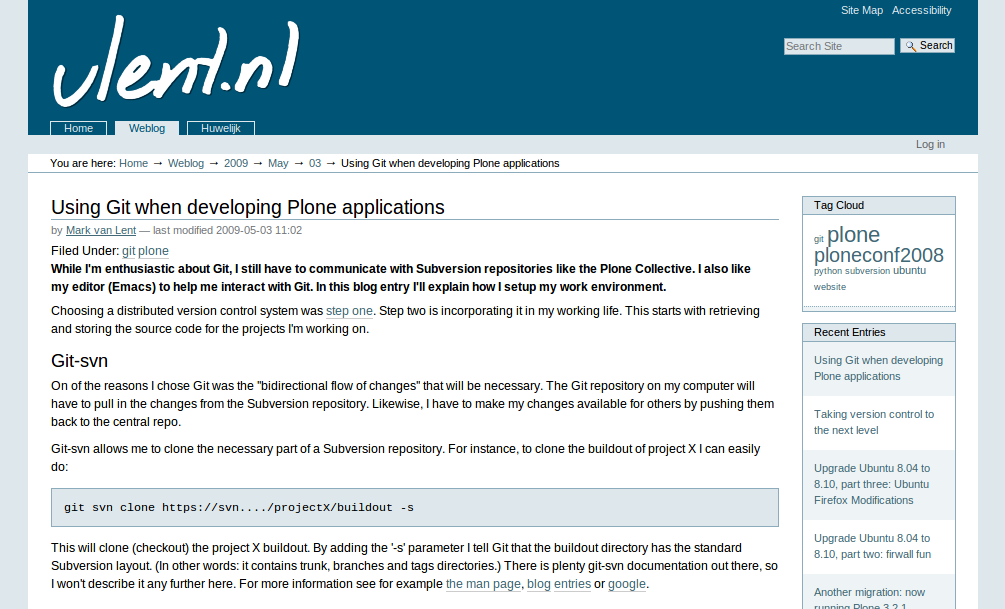 Site Map Accessibility
ulent.nl
Search Site Search
Home Weblog Huwelijk
Log in
You are here: Home → Weblog → 2009 → May → 03 → Using Git when developing Plone applications
Using Git when developing Plone applications
by Mark van Lent — last modified 2009-05-03 11:02
Filed Under: git plone
While I'm enthusiastic about Git, I still have to communicate with Subversion repositories like the Plone Collective. I also like
my editor (Emacs) to help me interact with Git. In this blog entry I'll explain how I setup my work environment.
Choosing a distributed version control system was step one. Step two is incorporating it in my working life. This starts with retrieving
and storing the source code for the projects I'm working on.
Git-svn
On of the reasons I chose Git was the "bidirectional flow of changes" that will be necessary. The Git repository on my computer will
have to pull in the changes from the Subversion repository. Likewise, I have to make my changes available for others by pushing them
back to the central repo.
Git-svn allows me to clone the necessary part of a Subversion repository. For instance, to clone the buildout of project X I can easily
do:
git svn clone https://svn..../projectX/buildout -s
This will clone (checkout) the project X buildout. By adding the '-s' parameter I tell Git that the buildout directory has the standard
Subversion layout. (In other words: it contains trunk, branches and tags directories.) There is plenty git-svn documentation out there, so
I won't describe it any further here. For more information see for example the man page, blog entries or google.
Tag Cloud
git plone
ploneconf2008
python subversion ubuntu
website
Recent Entries
Using Git when developing
Plone applications
Taking version control to
the next level
Upgrade Ubuntu 8.04 to
8.10, part three: Ubuntu
Firefox Modifications
Upgrade Ubuntu 8.04 to
8.10, part two: firwall fun
Another migration: now
running Plone 3.2.1